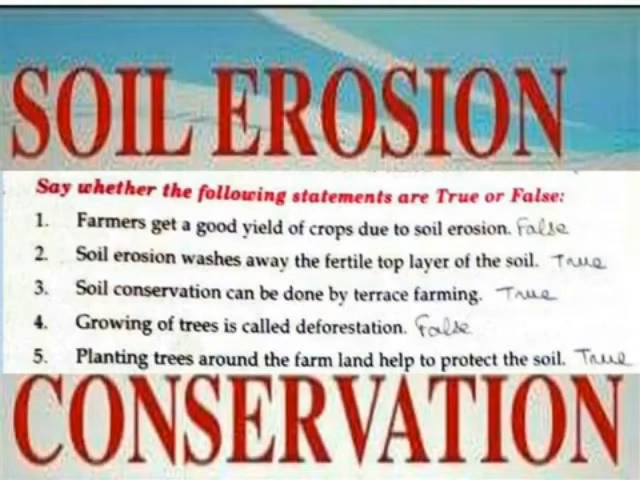 SOIL EROSION
Say whether the following statements are True or False:
1. Farmers get a good yield of crops due to soil erosion. False
2. Soil erosion washes away the fertile top layer of the soil. True
3. Soil conservation can be done by terrace farming. True
4. Growing of trees is called deforestation. False
5. Planting trees around the farm land help to protect the soil. True
CONSERVATION